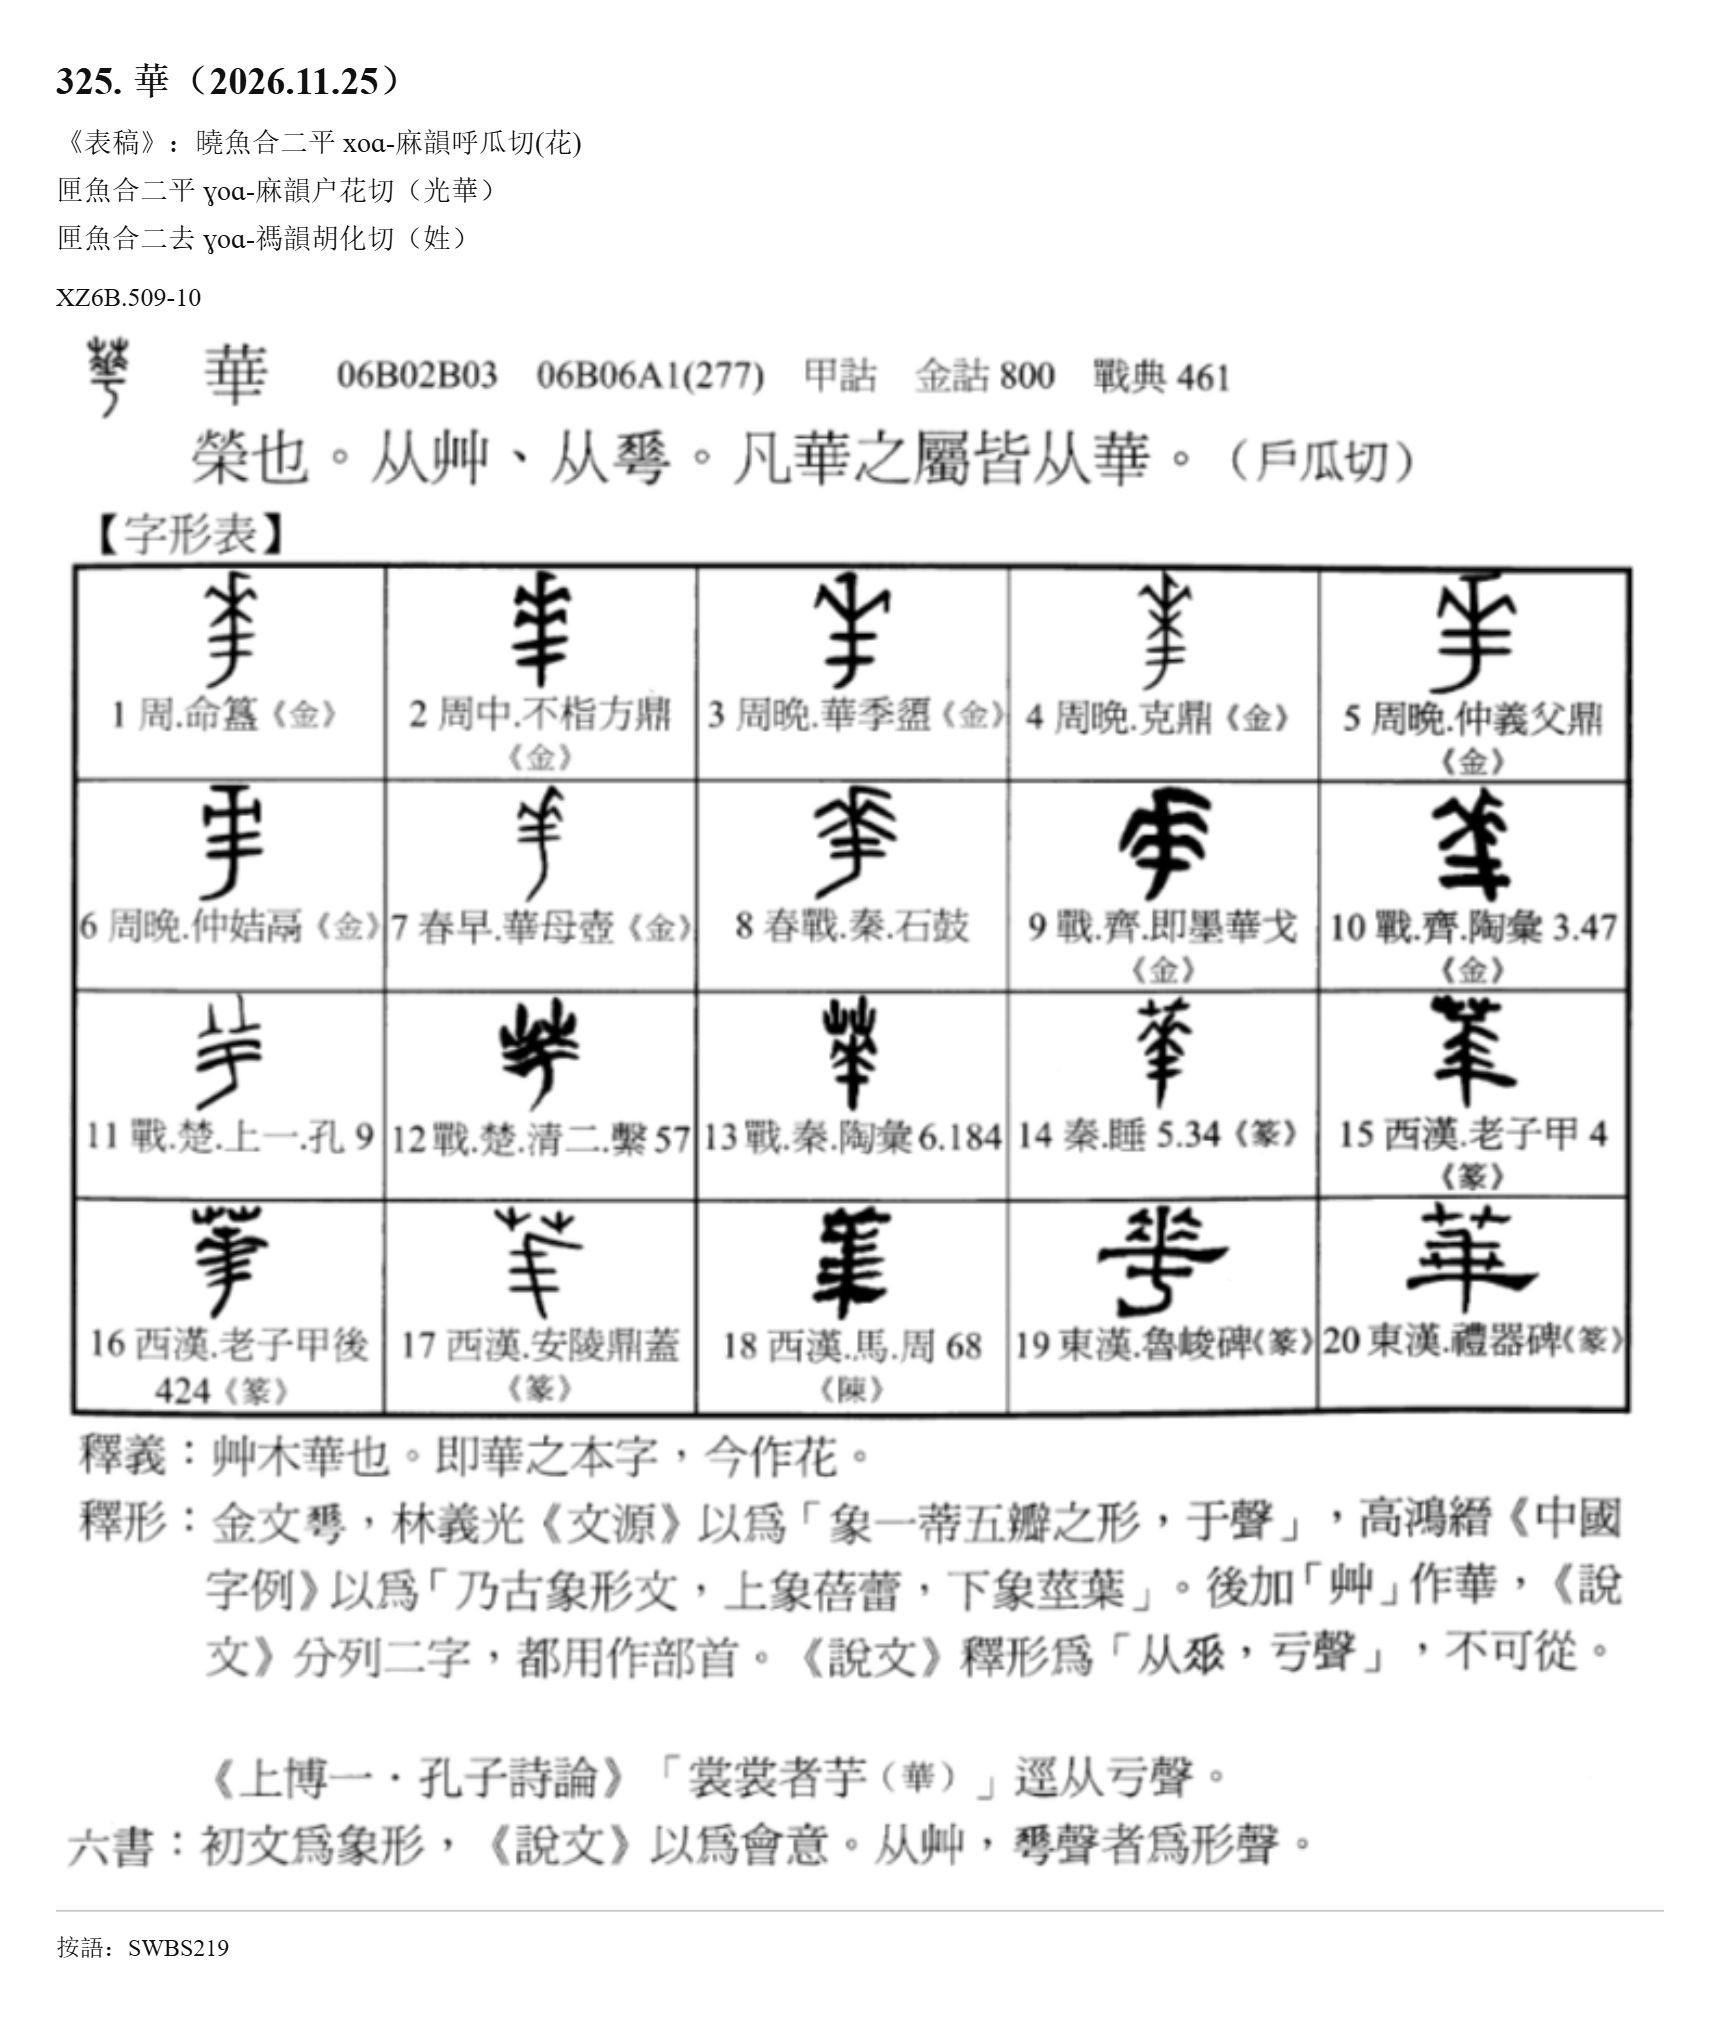 325. 華（2026.11.25）
《表稿》：曉魚合二平 xoɑ-麻韻呼瓜切(花)
匣魚合二平 ɣoɑ-麻韻户花切（光華）
匣魚合二去 ɣoɑ-禡韻胡化切（姓）
XZ6B.509-10
華 06B02B03 06B06A1(277) 甲詁 金詁 800 戰典 461
榮也。从艸、从𠌶。凡華之屬皆从華。（戶瓜切）
【字形表】
1 周.命簋《金》
2 周中.不栺方鼎《金》
3 周晚.華季盨《金》
4 周晚.克鼎《金》
5 周晚.仲義父鼎《金》
6 周晚.仲姞鬲《金》
7 春早.華母壺《金》
8 春戰.秦.石鼓
9 戰.齊.即墨華戈《金》
10 戰.齊.陶彙 3.47《金》
11 戰.楚.上一.孔 9
12 戰.楚.清二.繫 57
13 戰.秦.陶彙 6.184
14 秦.睡 5.34《篆》
15 西漢.老子甲 4《篆》
16 西漢.老子甲後 424《篆》
17 西漢.安陵鼎蓋《篆》
18 西漢.馬.周 68《陳》
19 東漢.魯峻碑《篆》
20 東漢.禮器碑《篆》
釋義：艸木華也。即華之本字，今作花。
釋形：金文𠌶，林義光《文源》以爲「象一蒂五瓣之形，于聲」，高鴻縉《中國
字例》以爲「乃古象形文，上象蓓蕾，下象莖葉」。後加「艸」作華，《說
文》分列二字，都用作部首。《說文》釋形爲「从𠂹，亏聲」，不可從。
《上博一．孔子詩論》「裳裳者芋（華）」逕从亏聲。
六書：初文爲象形，《說文》以爲會意。从艸，𠌶聲者爲形聲。
按語：SWBS219